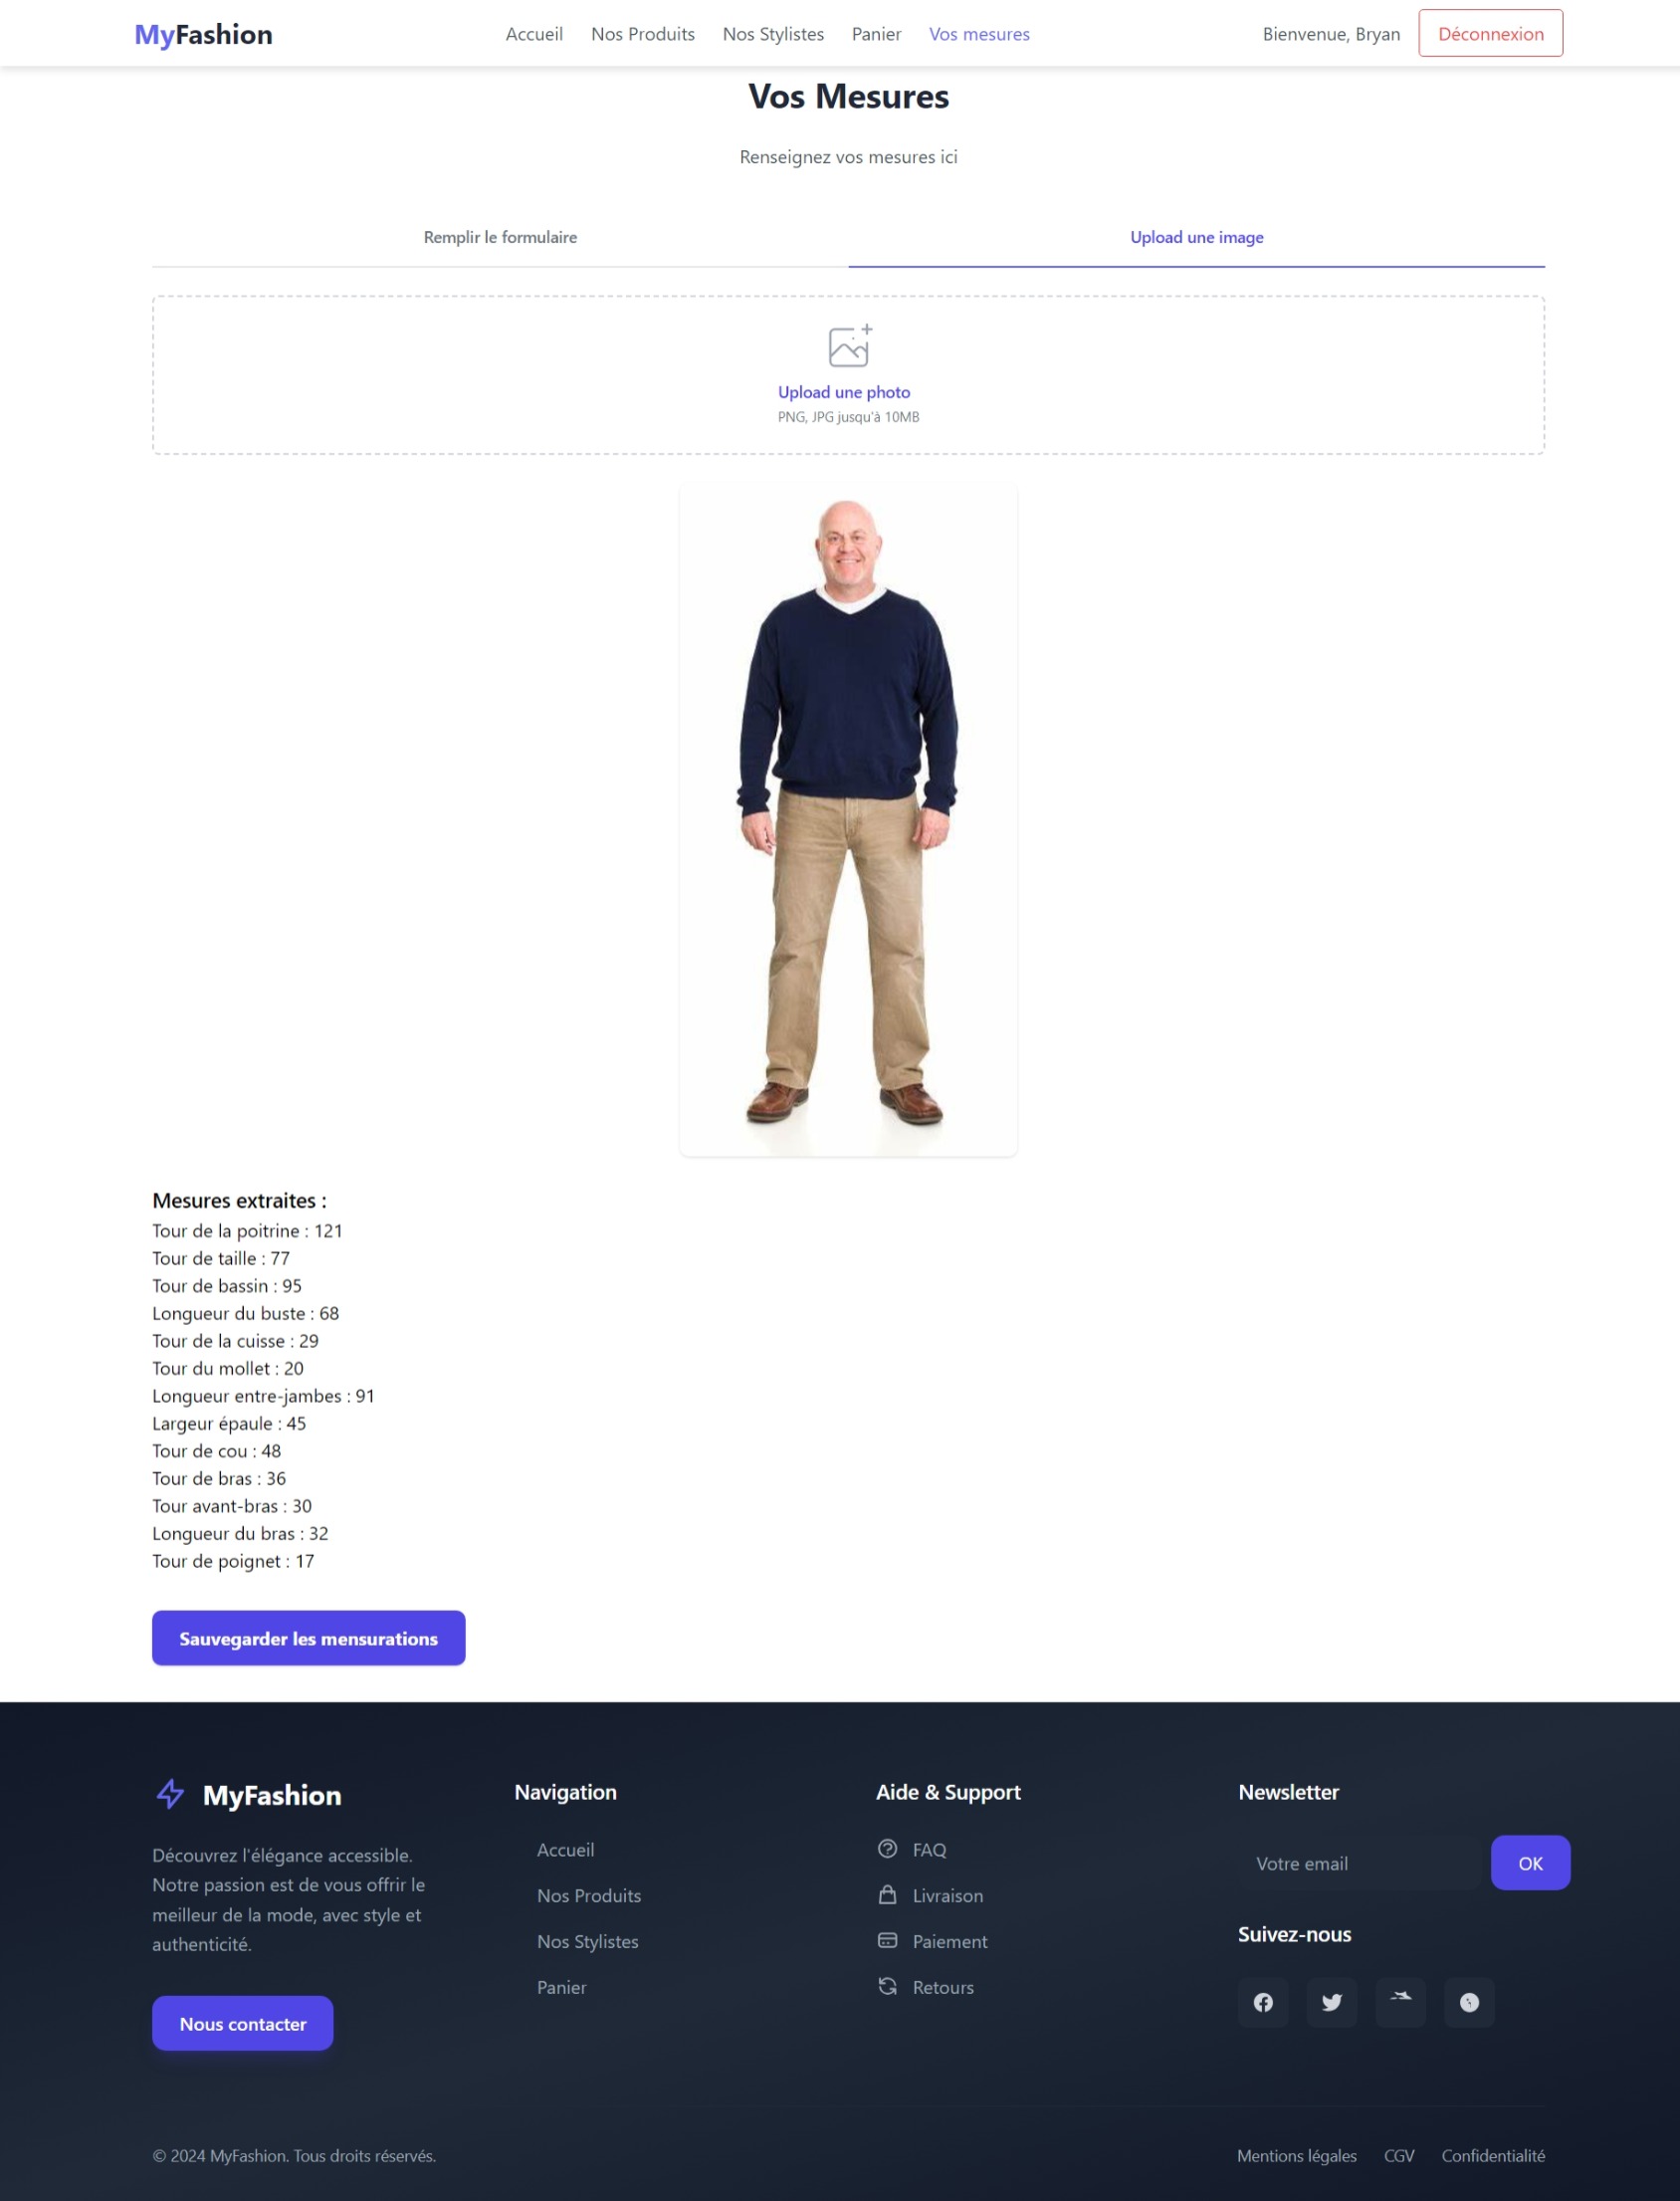 MyFashion
Accueil Nos Produits Nos Stylistes Panier Vos mesures
Bienvenue, Bryan Déconnexion
Vos Mesures
Renseignez vos mesures ici
Remplir le formulaire Upload une image
Upload une photo
PNG, JPG jusqu'à 10MB
Mesures extraites :
Tour de la poitrine : 121
Tour de taille : 77
Tour de bassin : 95
Longueur du buste : 68
Tour de la cuisse : 29
Tour du mollet : 20
Longueur entre-jambes : 91
Largeur épaule : 45
Tour de cou : 48
Tour de bras : 36
Tour avant-bras : 30
Longueur du bras : 32
Tour de poignet : 17
Sauvegarder les mensurations
MyFashion
Découvrez l'élégance accessible.
Notre passion est de vous offrir le
meilleur de la mode, avec style et
authenticité.
Nous contacter
Navigation
Accueil
Nos Produits
Nos Stylistes
Panier
Aide & Support
FAQ
Livraison
Paiement
Retours
Newsletter
Votre email OK
Suivez-nous
© 2024 MyFashion. Tous droits réservés.
Mentions légales CGV Confidentialité